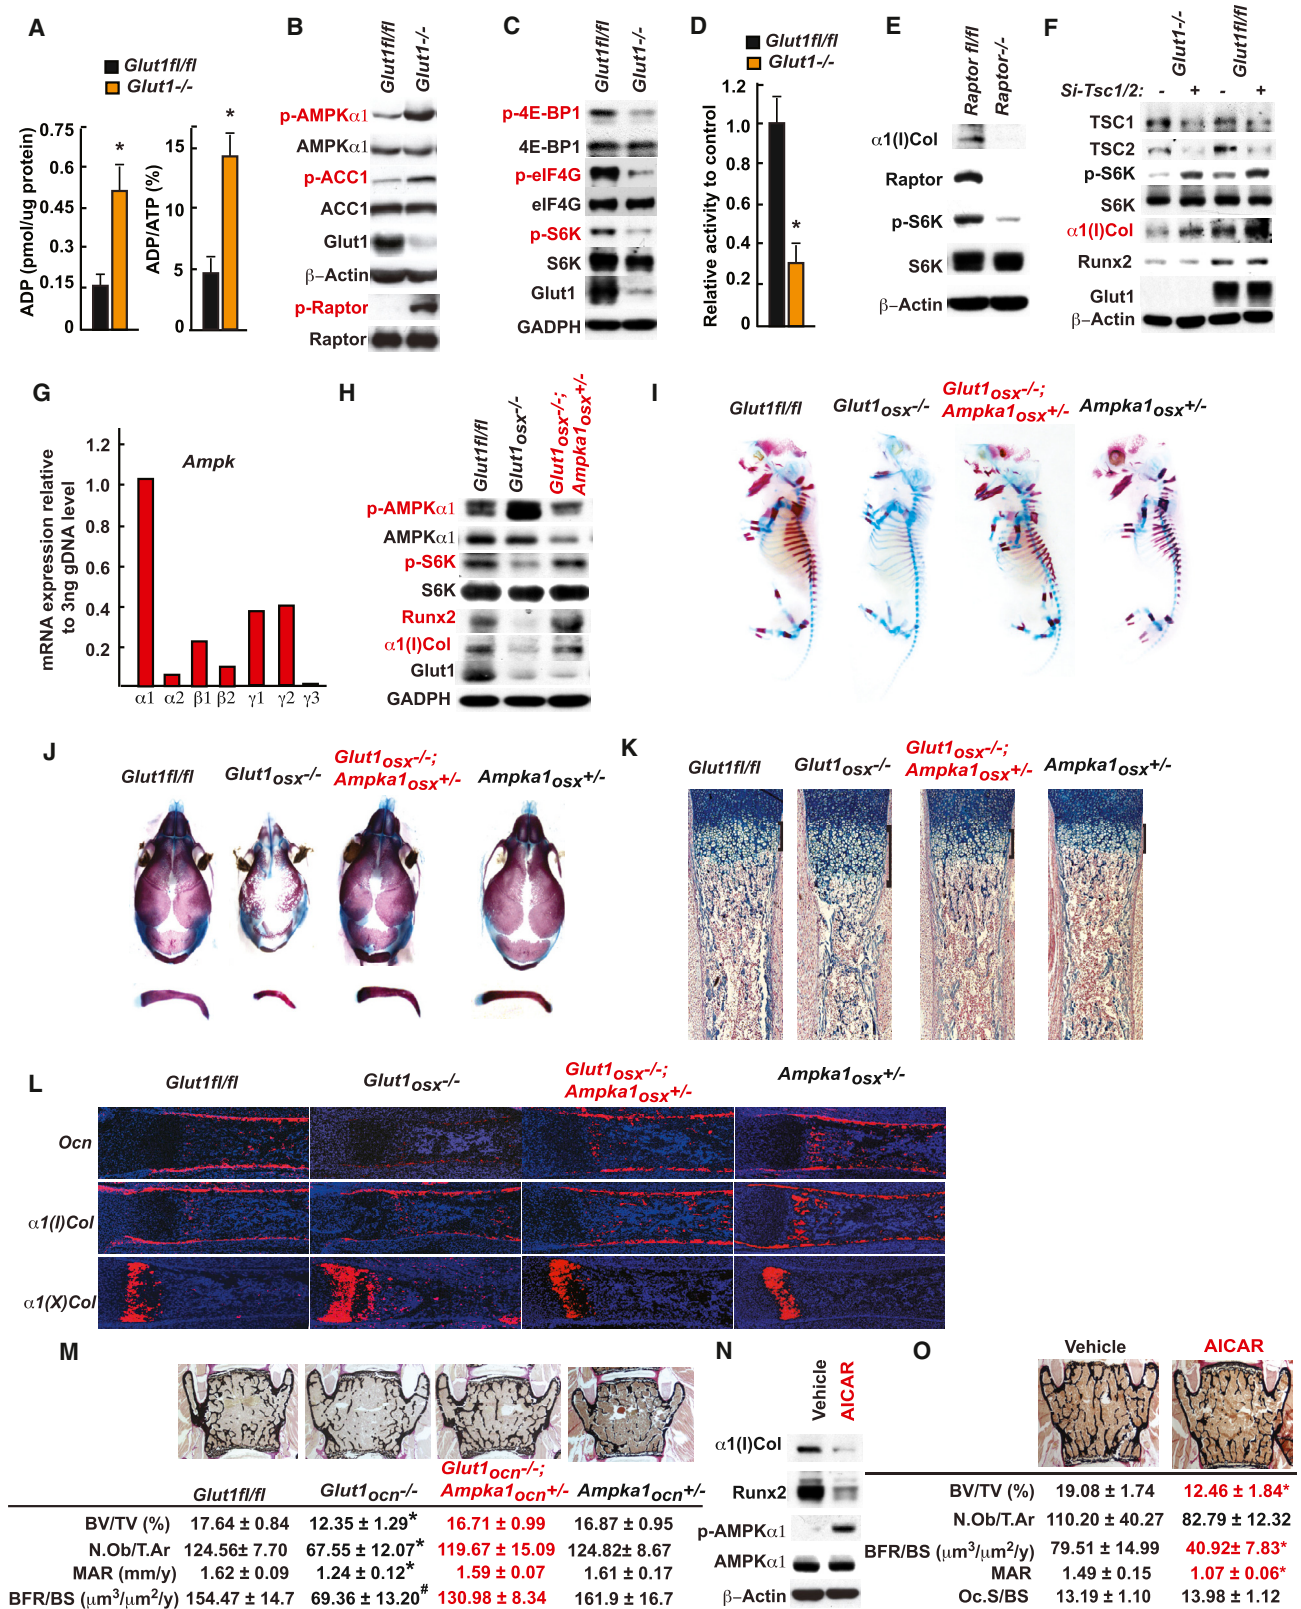 A
Glut1fl/fl
Glut1-/-
ADP (pmol/ug protein)
0.75
0.45
0.3
0.15
0
*
ADP/ATP (%)
15
10
5
0
*
B
Glut1fl/fl
Glut1-/-
p-AMPKα1
AMPKα1
p-ACC1
ACC1
Glut1
β−Actin
p-Raptor
Raptor
C
Glut1fl/fl
Glut1-/-
p-4E-BP1
4E-BP1
p-eIF4G
eIF4G
p-S6K
S6K
Glut1
GADPH
D
Glut1fl/fl
Glut1-/-
Relative activity to control
1.2
1.0
0.8
0.6
0.4
0.2
0
*
E
Raptor fl/fl
Raptor-/-
α1(I)Col
Raptor
p-S6K
S6K
β−Actin
F
Glut1-/-
Glut1fl/fl
Si-Tsc1/2: - + - +
TSC1
TSC2
p-S6K
S6K
α1(I)Col
Runx2
Glut1
β−Actin
G
Ampk
mRNA expression relative
to 3ng gDNA level
1.2
1.0
0.8
0.6
0.4
0.2
α1 α2 β1 β2 γ1 γ2 γ3
H
Glut1fl/fl
Glut1osx-/-
Glut1osx-/-;
Ampka1osx+/-
p-AMPKα1
AMPKα1
p-S6K
S6K
Runx2
α1(I)Col
Glut1
GADPH
I
Glut1fl/fl
Glut1osx-/-
Glut1osx-/-;
Ampka1osx+/-
Ampka1osx+/-
J
Glut1fl/fl
Glut1osx-/-
Glut1osx-/-;
Ampka1osx+/-
Ampka1osx+/-
K
Glut1fl/fl
Glut1osx-/-
Glut1osx-/-;
Ampka1osx+/-
Ampka1osx+/-
L
Glut1fl/fl
Glut1osx-/-
Glut1osx-/-;
Ampka1osx+/-
Ampka1osx+/-
Ocn
α1(I)Col
α1(X)Col
M
Glut1fl/fl
Glut1ocn-/-
Glut1ocn-/-;
Ampka1ocn+/-
Ampka1ocn+/-
BV/TV (%) 17.64 ± 0.84 12.35 ± 1.29* 16.71 ± 0.99 16.87 ± 0.95
N.Ob/T.Ar 124.56± 7.70 67.55 ± 12.07* 119.67 ± 15.09 124.82± 8.67
MAR (mm/y) 1.62 ± 0.09 1.24 ± 0.12* 1.59 ± 0.07 1.61 ± 0.17
BFR/BS (μm³/μm²/y) 154.47 ± 14.7 69.36 ± 13.20# 130.98 ± 8.34 161.9 ± 16.7
N
Vehicle
AICAR
α1(I)Col
Runx2
p-AMPKα1
AMPKα1
β−Actin
O
Vehicle
AICAR
BV/TV (%) 19.08 ± 1.74 12.46 ± 1.84*
N.Ob/T.Ar 110.20 ± 40.27 82.79 ± 12.32
BFR/BS (μm³/μm²/y) 79.51 ± 14.99 40.92± 7.83*
MAR 1.49 ± 0.15 1.07 ± 0.06*
Oc.S/BS 13.19 ± 1.10 13.98 ± 1.12